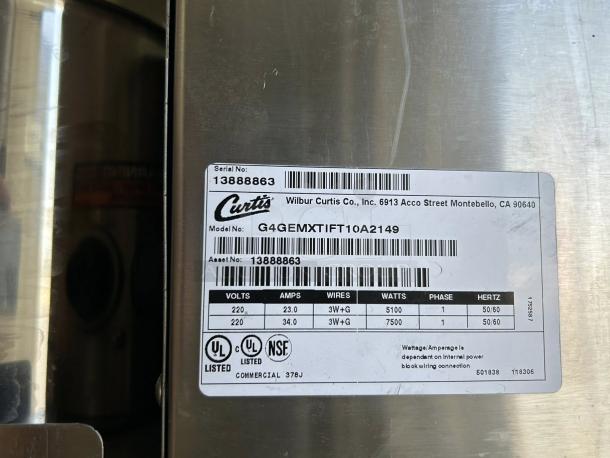 Serial No:
13888863
Curtis
Wilbur Curtis Co., Inc. 6913 Acco Street Montebello, CA 90640
Model No: G4GEMXTIFT10A2149
Asset No: 13888863
VOLTS AMPS WIRES WATTS PHASE HERTZ
220 23.0 3W+G 5100 1 50/60
220 34.0 3W+G 7500 1 50/60
UL LISTED
c UL LISTED
NSF
COMMERCIAL 378J
Wattage/Amperage is
dependant on internal power
block wiring connection
501838 118306
1752587